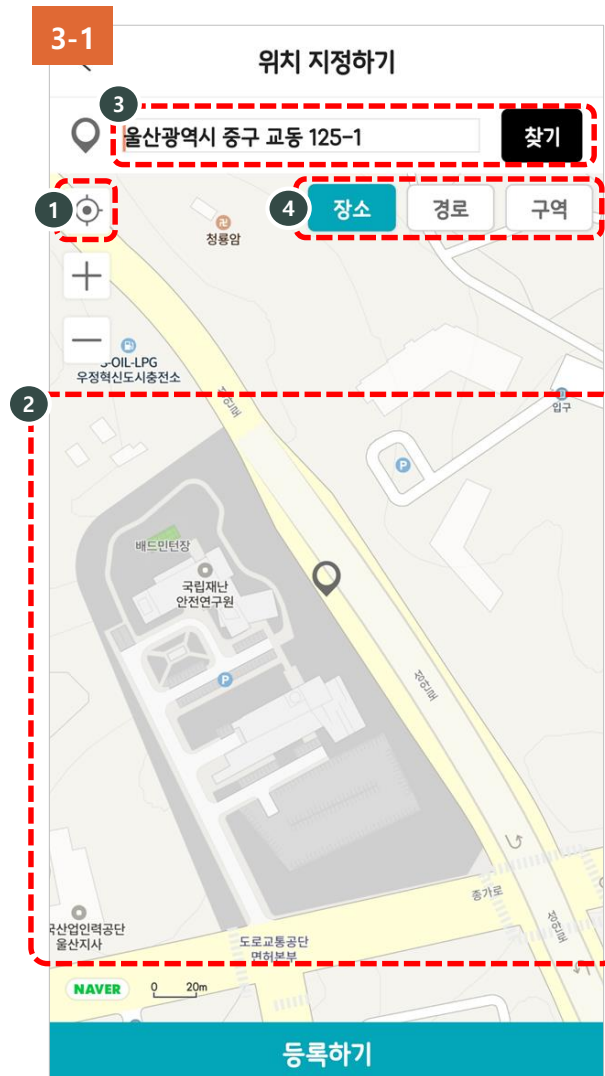 3-1
위치 지정하기
3
울산광역시 중구 교동 125-1
찾기
1
4
장소
경로
구역
청룡암
S-OIL-LPG
우정혁신도시충전소
2
입구
P
배드민턴장
국립재난
안전연구원
P
종가로
도로교통공단
면허본부
산업인력공단
울산지사
NAVER
0 20m
등록하기